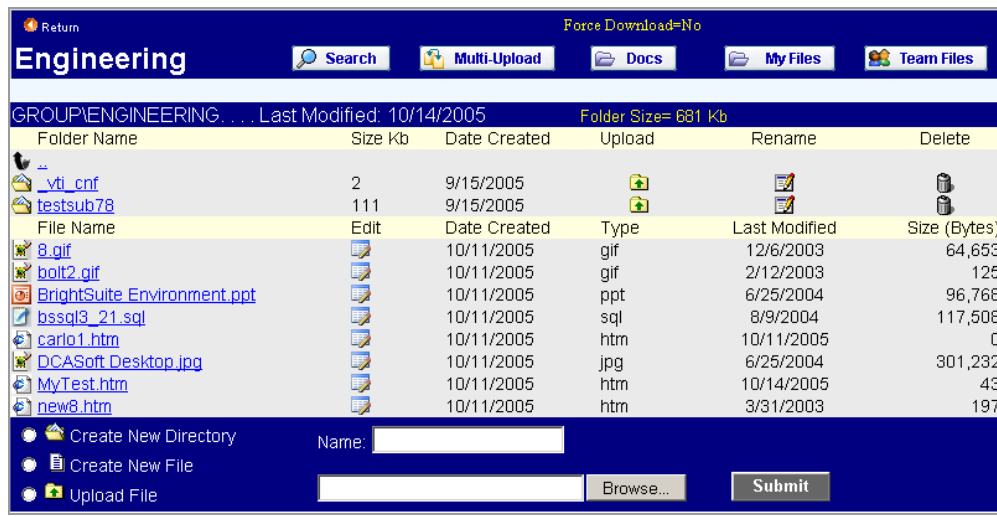 Return Force Download=No
Engineering Search Multi-Upload Docs My Files Team Files
GROUP\ENGINEERING. . . . Last Modified: 10/14/2005 Folder Size= 681 Kb
Folder Name Size Kb Date Created Upload Rename Delete
..
_vti_cnf 2 9/15/2005
testsub78 111 9/15/2005
File Name Edit Date Created Type Last Modified Size (Bytes)
8.gif 10/11/2005 gif 12/6/2003 64,653
bolt2.gif 10/11/2005 gif 2/12/2003 125
BrightSuite Environment.ppt 10/11/2005 ppt 6/25/2004 96,768
bssql3_21.sql 10/11/2005 sql 8/9/2004 117,508
carlo1.htm 10/11/2005 htm 10/11/2005 0
DCASoft Desktop.jpg 10/11/2005 jpg 6/25/2004 301,232
MyTest.htm 10/11/2005 htm 10/14/2005 43
new8.htm 10/11/2005 htm 3/31/2003 197
Create New Directory Name:
Create New File
Upload File Browse... Submit